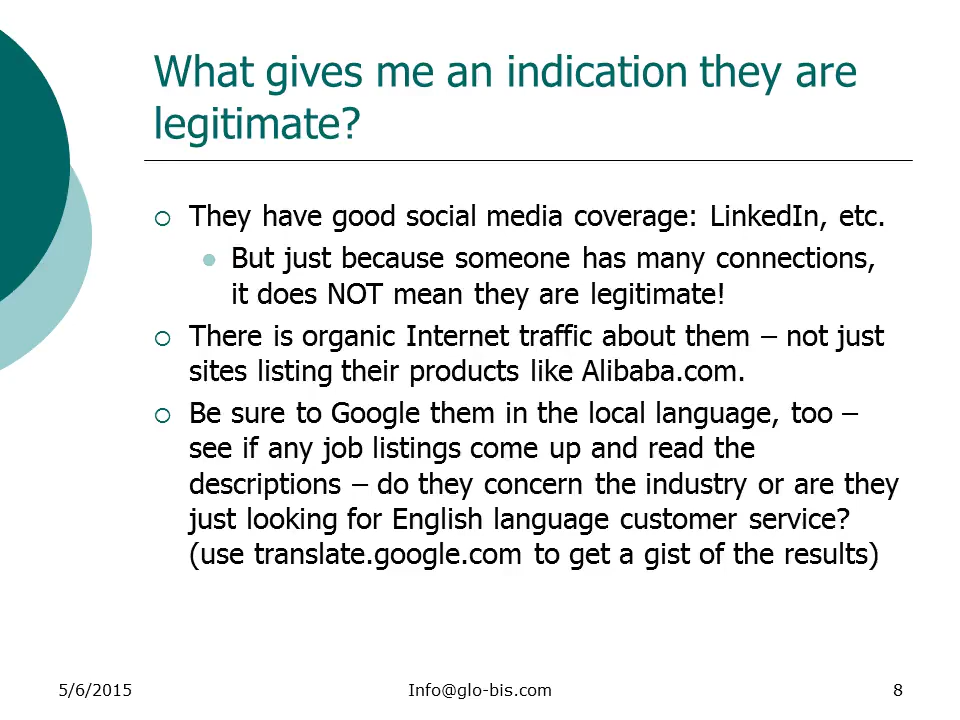 What gives me an indication they are
legitimate?
They have good social media coverage: LinkedIn, etc.
But just because someone has many connections,
it does NOT mean they are legitimate!
There is organic Internet traffic about them – not just
sites listing their products like Alibaba.com.
Be sure to Google them in the local language, too –
see if any job listings come up and read the
descriptions – do they concern the industry or are they
just looking for English language customer service?
(use translate.google.com to get a gist of the results)
5/6/2015
Info@glo-bis.com
8